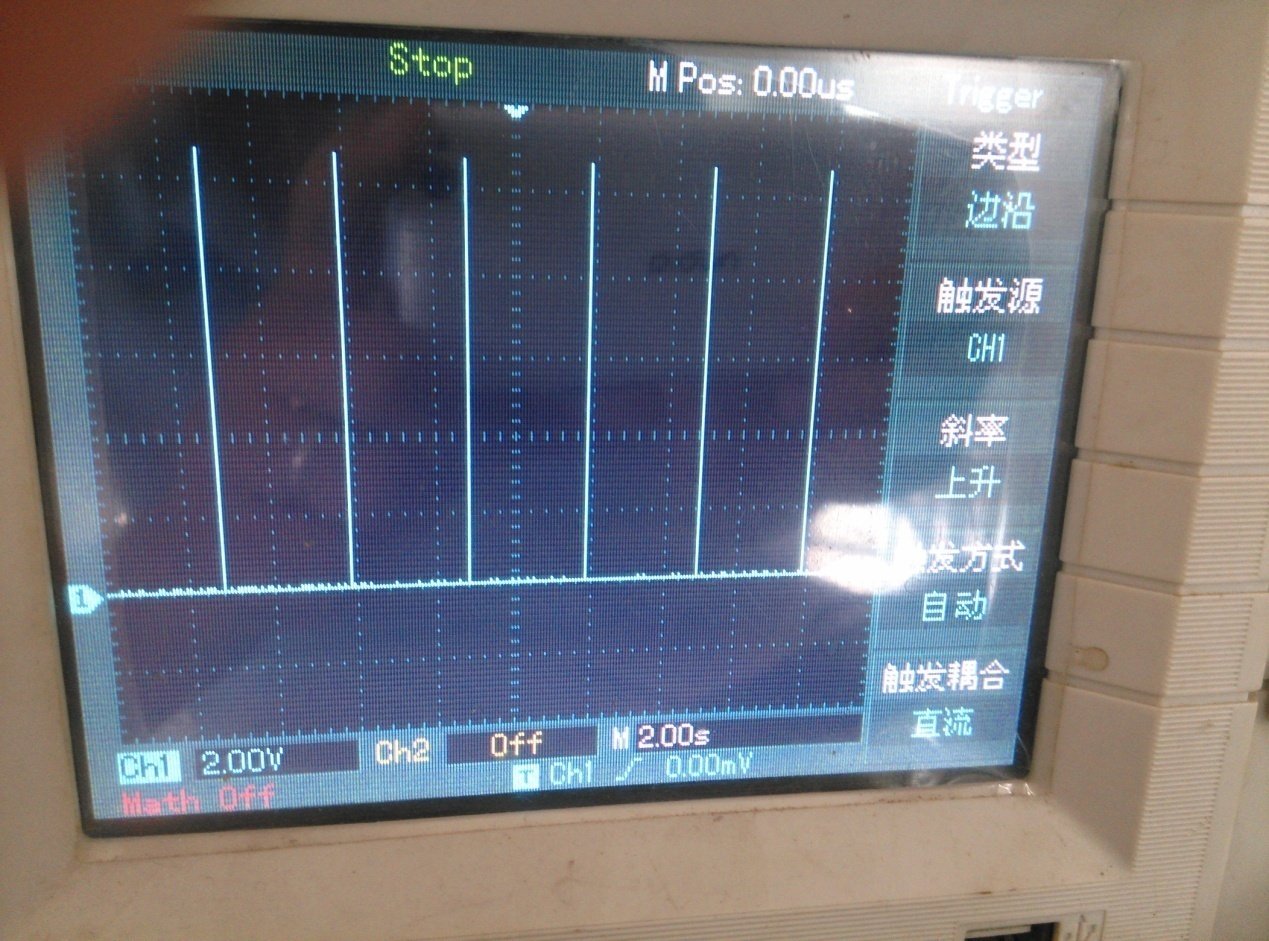 Stop
M Pos: 0.00us
Trigger
类型
边沿
触发源
CH1
斜率
上升
发方式
自动
触发耦合
直流
1
Ch1 2.00V
Ch2 Off
M 2.00s
T Ch1 0.00mV
Math Off